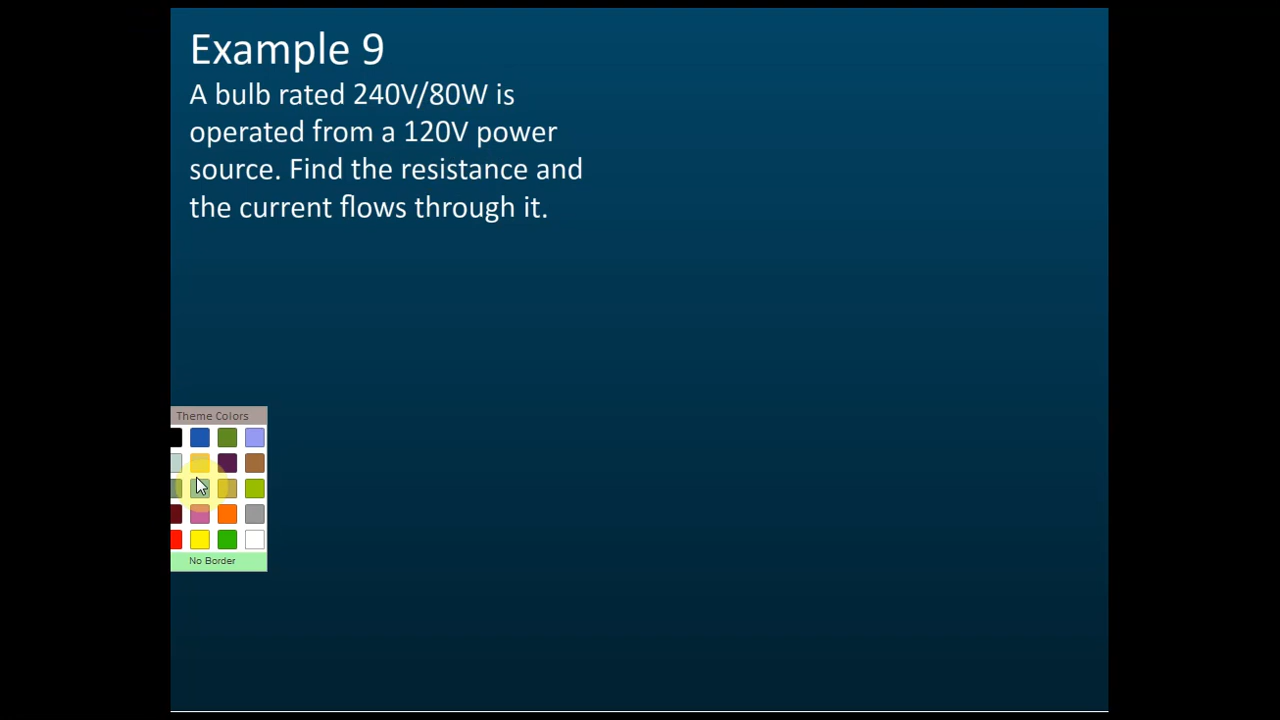 Example 9
A bulb rated 240V/80W is
operated from a 120V power
source. Find the resistance and
the current flows through it.
Theme Colors
No Border